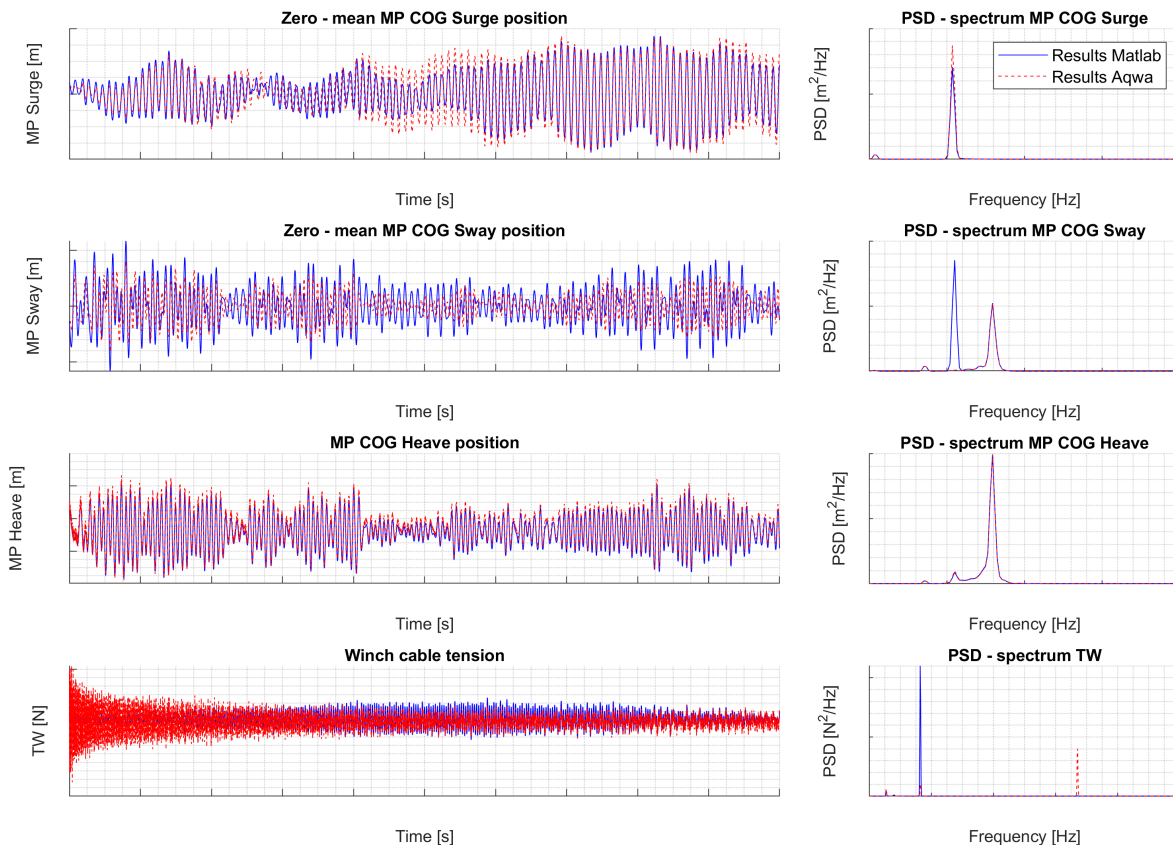 Zero - mean MP COG Surge position
MP Surge [m]
Time [s]
PSD - spectrum MP COG Surge
PSD [m²/Hz]
Results Matlab
Results Aqwa
Frequency [Hz]
Zero - mean MP COG Sway position
MP Sway [m]
Time [s]
PSD - spectrum MP COG Sway
PSD [m²/Hz]
Frequency [Hz]
MP COG Heave position
MP Heave [m]
Time [s]
PSD - spectrum MP COG Heave
PSD [m²/Hz]
Frequency [Hz]
Winch cable tension
TW [N]
Time [s]
PSD - spectrum TW
PSD [N²/Hz]
Frequency [Hz]